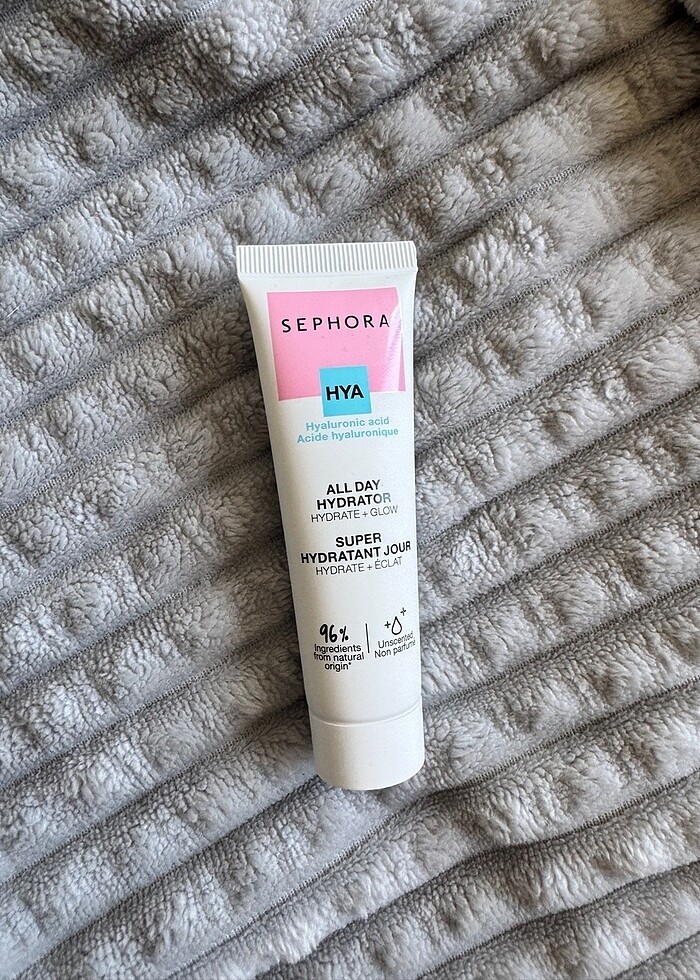 SEPHORA
HYA
Hyaluronic acid
Acide hyaluronique
ALL DAY
HYDRATOR
HYDRATE + GLOW
SUPER
HYDRATANT JOUR
HYDRATE + ÉCLAT
96%
Ingredients
from natural
origin*
Unscented
Non parfumé